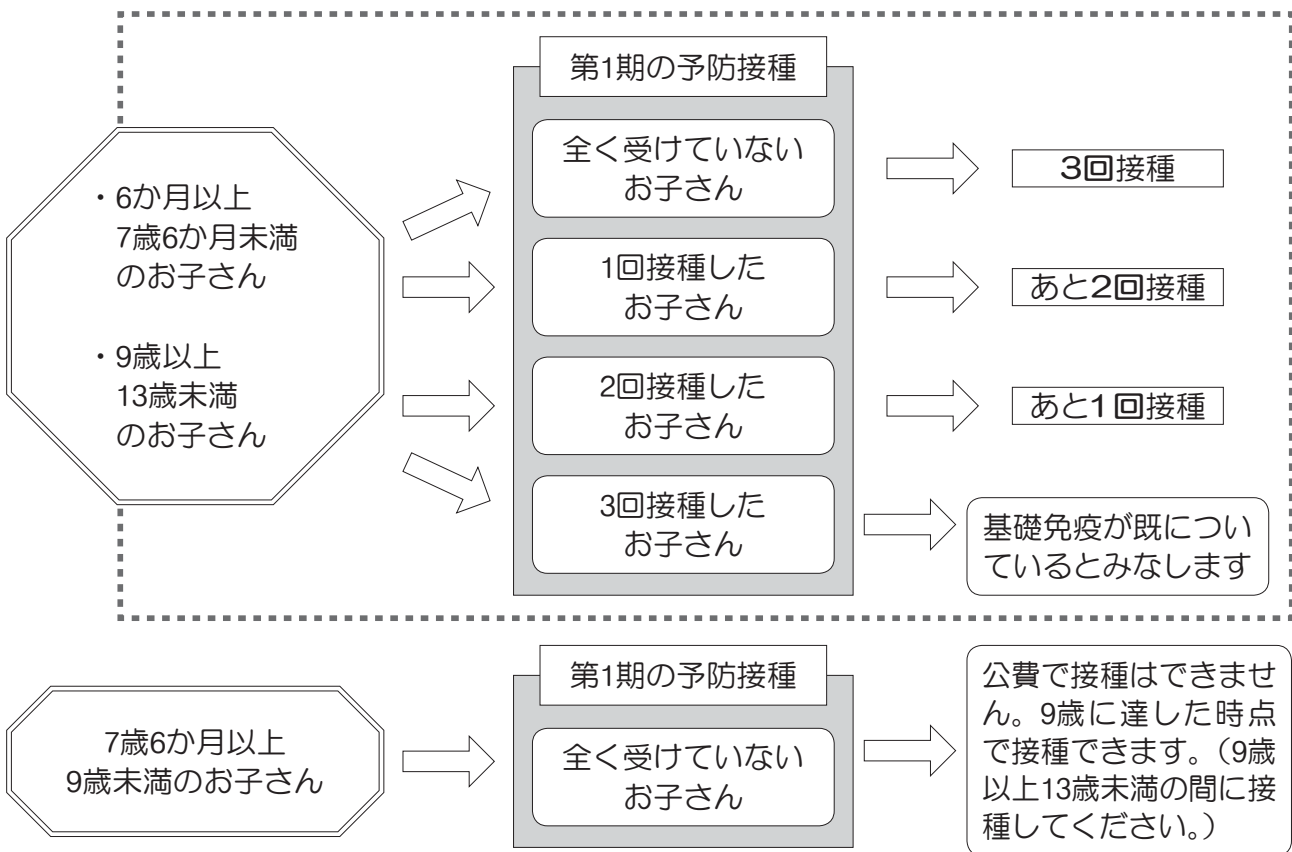 第1期の予防接種
・6か月以上
7歳6か月未満
のお子さん
・9歳以上
13歳未満
のお子さん
全く受けていない
お子さん
3回接種
1回接種した
お子さん
あと2回接種
2回接種した
お子さん
あと1回接種
3回接種した
お子さん
基礎免疫が既につい
ているとみなします
第1期の予防接種
7歳6か月以上
9歳未満のお子さん
全く受けていない
お子さん
公費で接種はできませ
ん。9歳に達した時点
で接種できます。（9歳
以上13歳未満の間に接
種してください。）